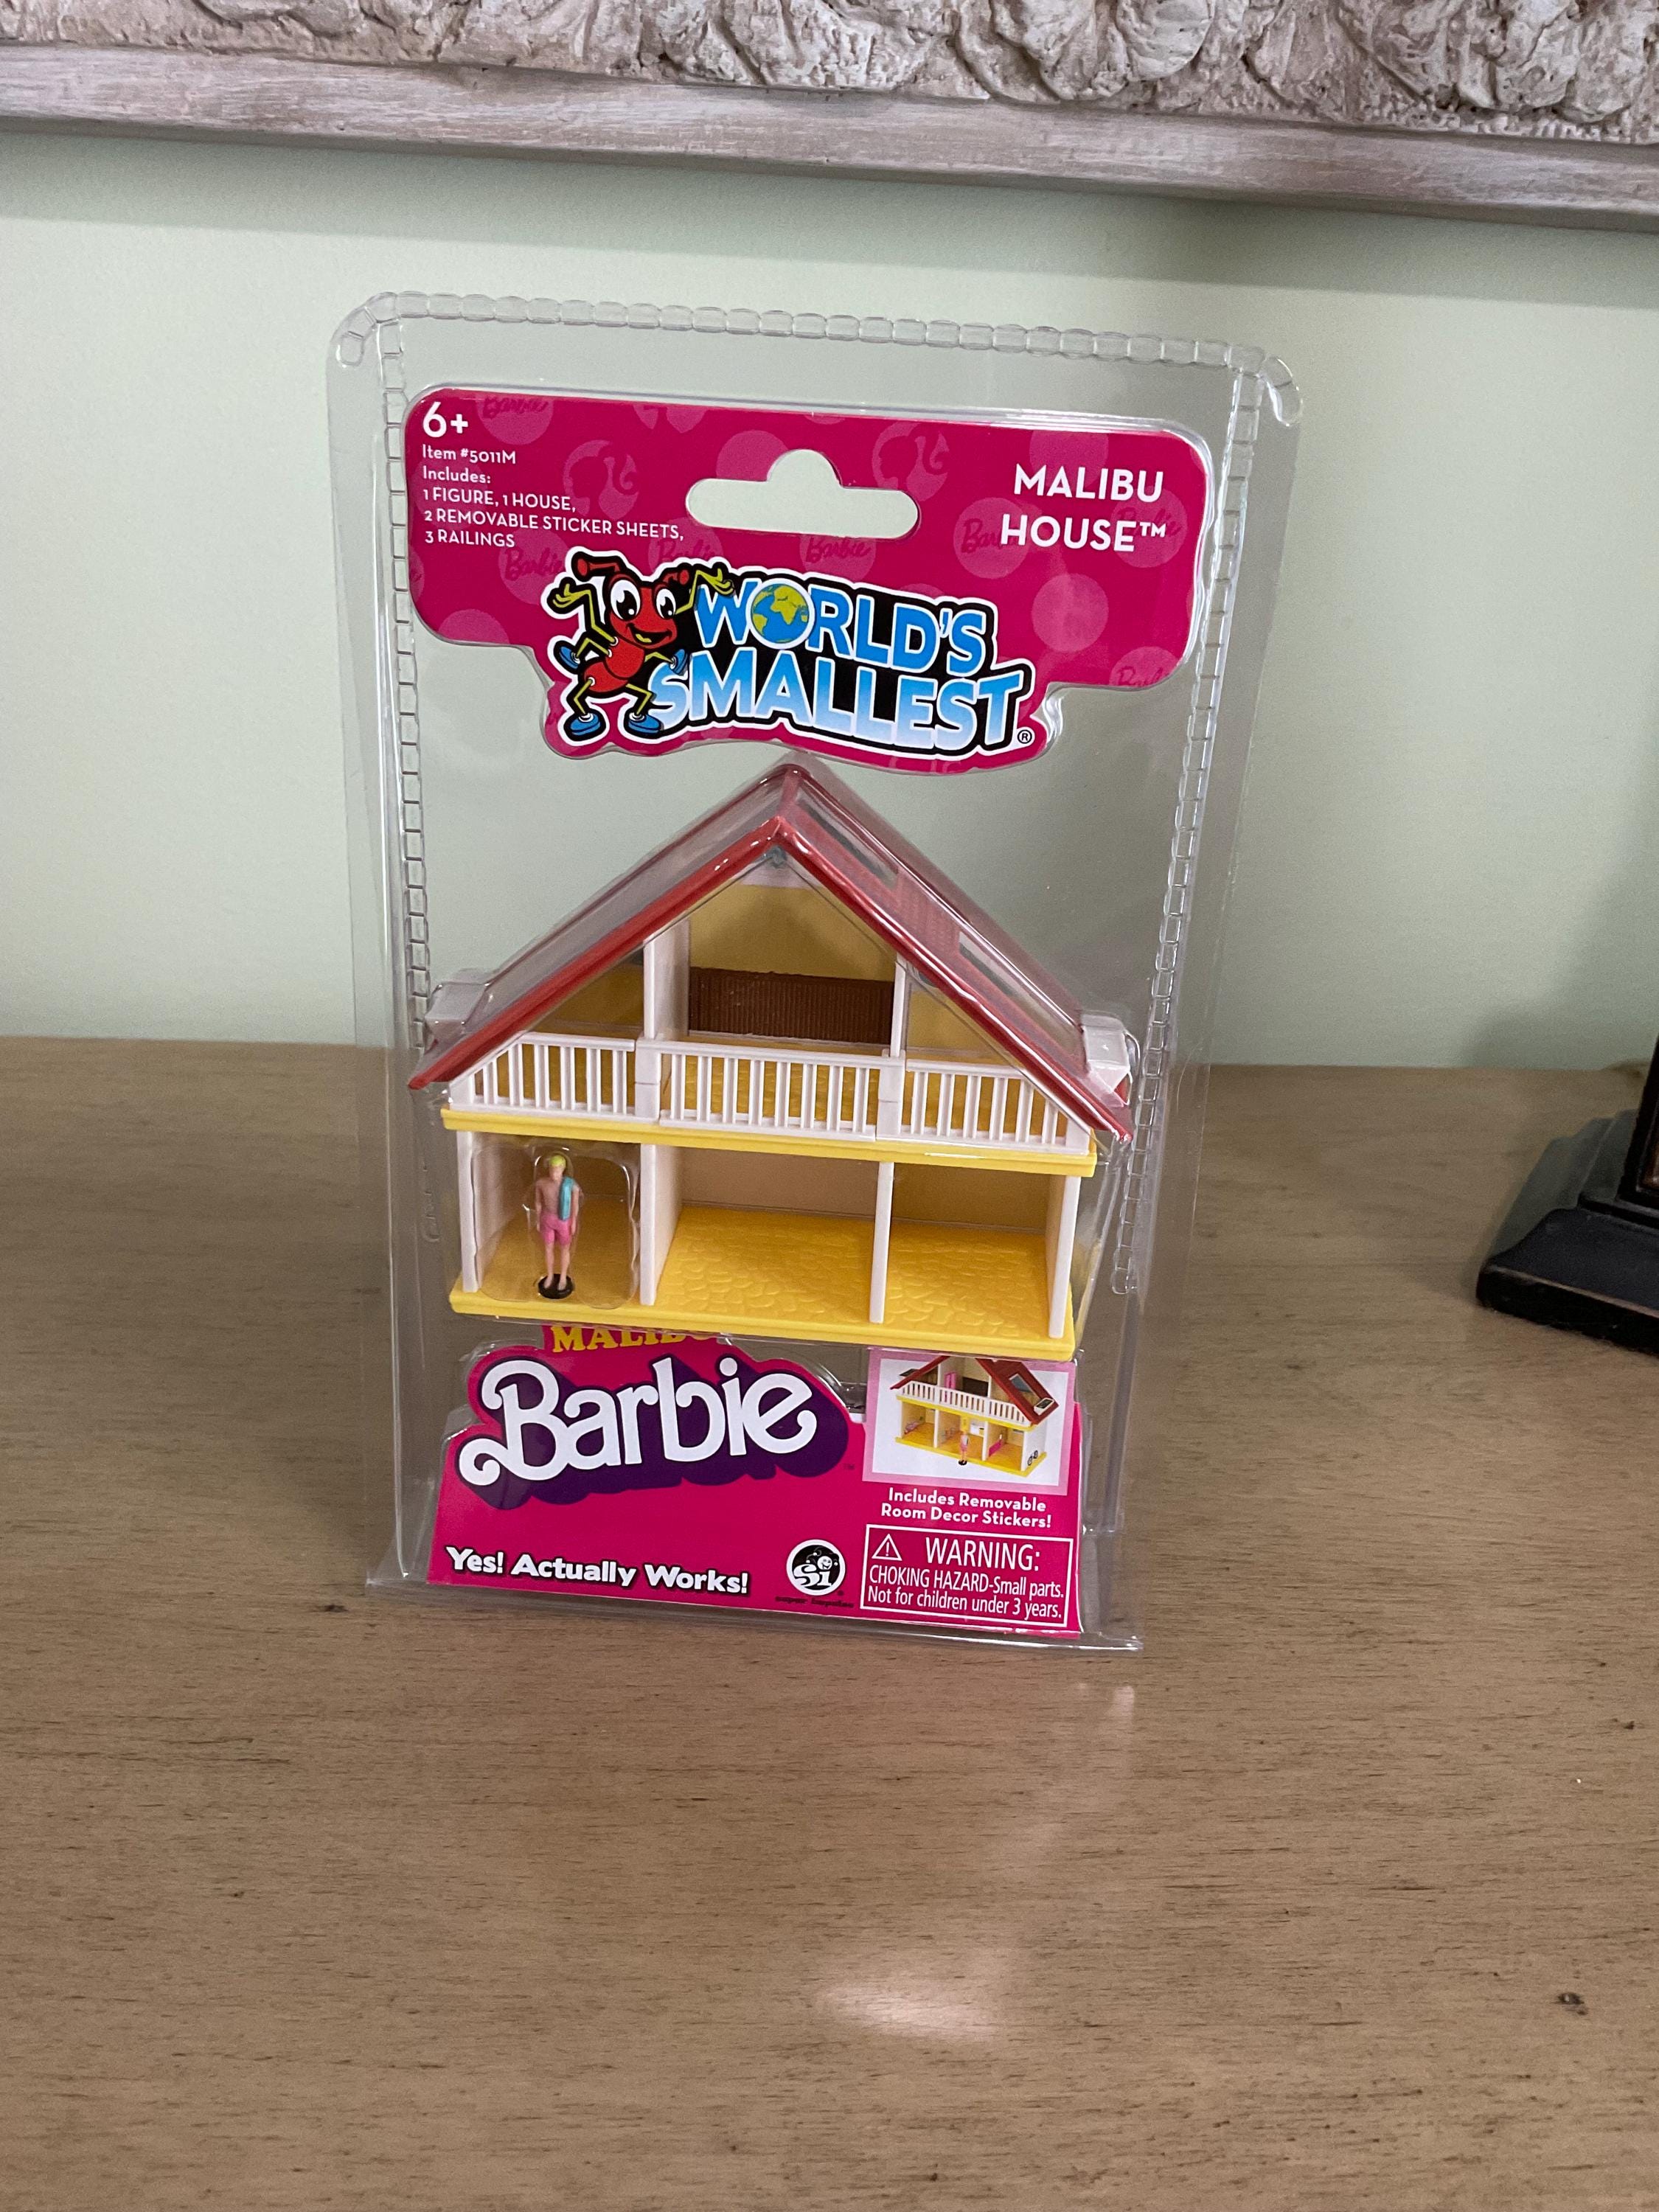 6+
Item #5011M
Includes:
1 FIGURE, 1 HOUSE,
2 REMOVABLE STICKER SHEETS,
3 RAILINGS
MALIBU
HOUSE™
WORLD'S
SMALLEST®
Barbie
Includes Removable
Room Decor Stickers!
Yes! Actually Works!
Si
WARNING:
CHOKING HAZARD-Small parts.
Not for children under 3 years.